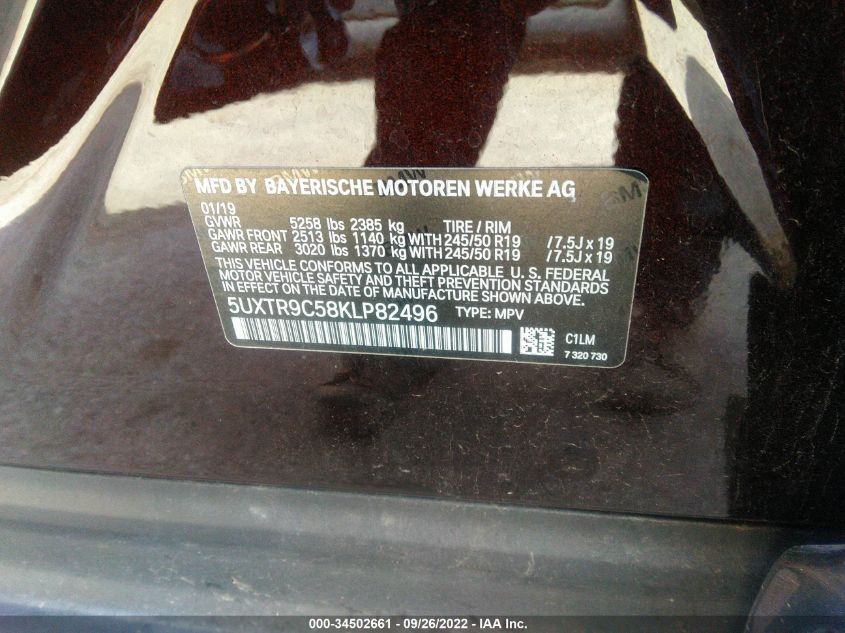 MFD BY BAYERISCHE MOTOREN WERKE AG
01/19
GVWR 5258 lbs 2385 kg TIRE / RIM
GAWR FRONT 2513 lbs 1140 kg WITH 245/50 R19 /7.5J x 19
GAWR REAR 3020 lbs 1370 kg WITH 245/50 R19 /7.5J x 19
THIS VEHICLE CONFORMS TO ALL APPLICABLE U. S. FEDERAL
MOTOR VEHICLE SAFETY AND THEFT PREVENTION STANDARDS
IN EFFECT ON THE DATE OF MANUFACTURE SHOWN ABOVE.
5UXTR9C58KLP82496 TYPE: MPV
C1LM
7 320 730
000-34502661 - 09/26/2022 - IAA Inc.